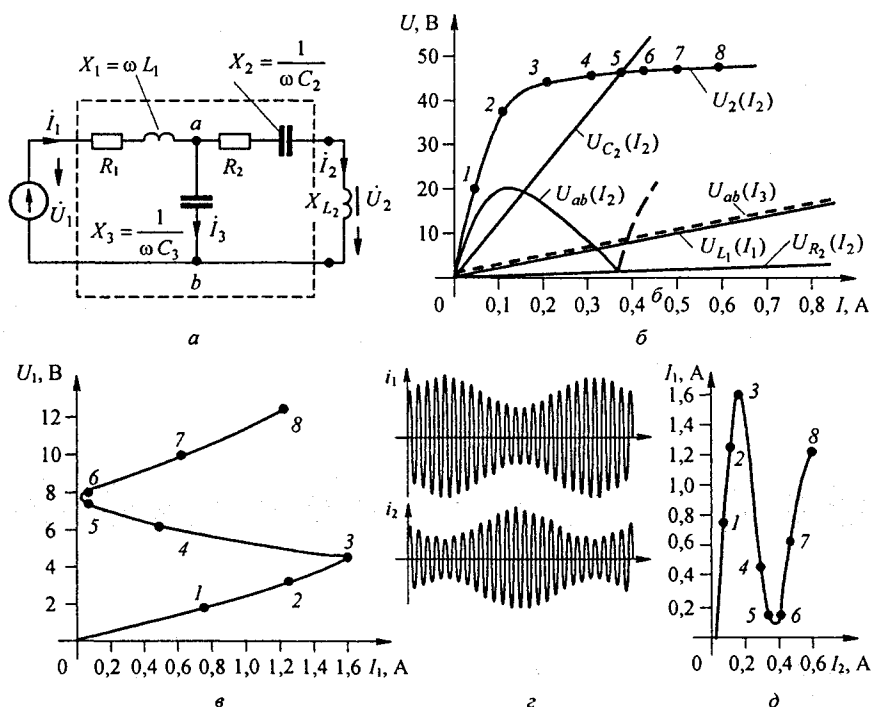 X₁ = ωL₁
X₂ = 1/(ωC₂)
İ₁
R₁
a
R₂
İ₂
U̇₁
X₃ = 1/(ωC₃)
İ₃
X_{L₂}
U̇₂
b
а
U, В
50
40
30
20
10
0
0,1 0,2 0,3 0,4 0,5 0,6 0,7 0,8 I, А
1
2
3
4
5
6
7
8
U₂(I₂)
U_{C₂}(I₂)
U_{ab}(I₂)
U_{ab}(I₃)
U_{L₁}(I₁)
U_{R₂}(I₂)
б
б
U₁, В
12
10
8
6
4
2
0 0,2 0,4 0,6 0,8 1,0 1,2 1,4 1,6 I₁, А
1
2
3
4
5
6
7
8
в
i₁
i₂
г
I₁, А
1,6
1,4
1,2
1,0
0,6
0,6
0,4
0,2
0 0,2 0,4 0,6 I₂, А
1
2
3
4
5
6
7
8
д